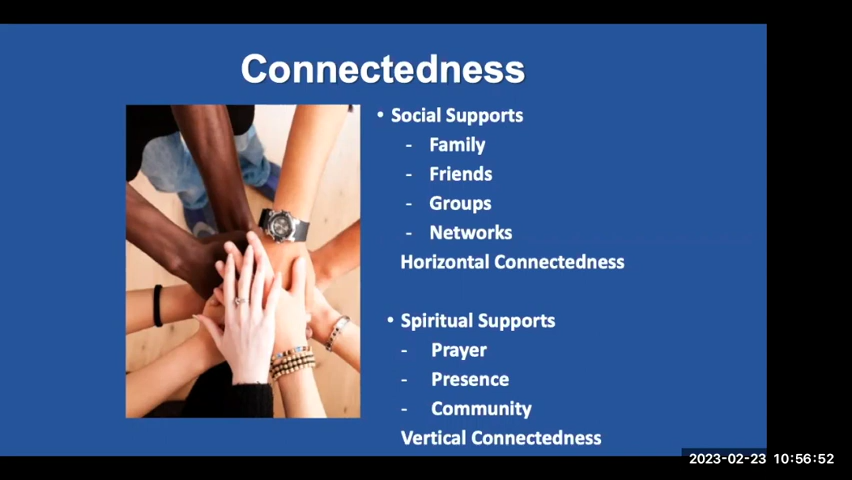 Connectedness
• Social Supports
- Family
- Friends
- Groups
- Networks
Horizontal Connectedness
• Spiritual Supports
- Prayer
- Presence
- Community
Vertical Connectedness
2023-02-23 10:56:52